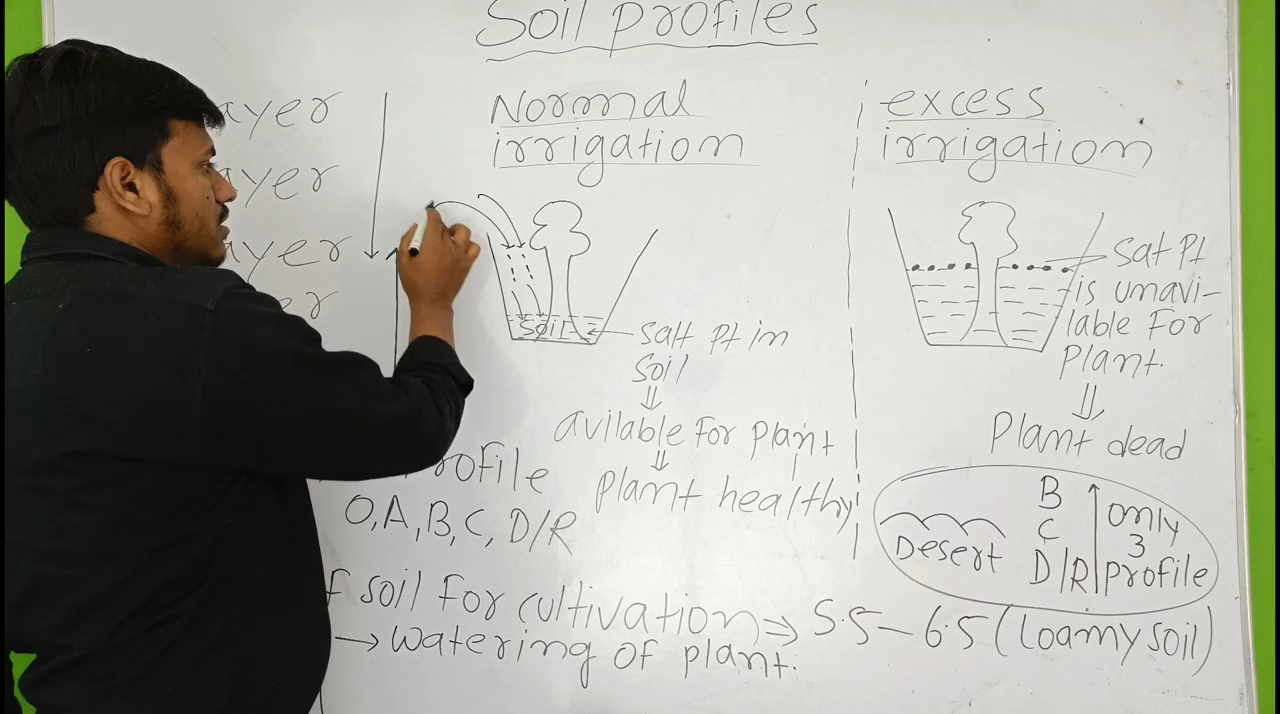 Soil profiles
ayer
ayer
ayer
er
Normal
irrigation
Soil
Salt Pt in
Soil
⇓
Avilable For plant
⇓
plant healthy
excess
irrigation
Sat Pt
is unavi-
lable For
Plant.
⇓
Plant dead
Desert
B
C
D/R
only
3
profile
rofile
O,A,B,C,D/R
F soil For cultivation ⇒ 5.5 – 6.5 (Loamy soil)
→ watering of plant.